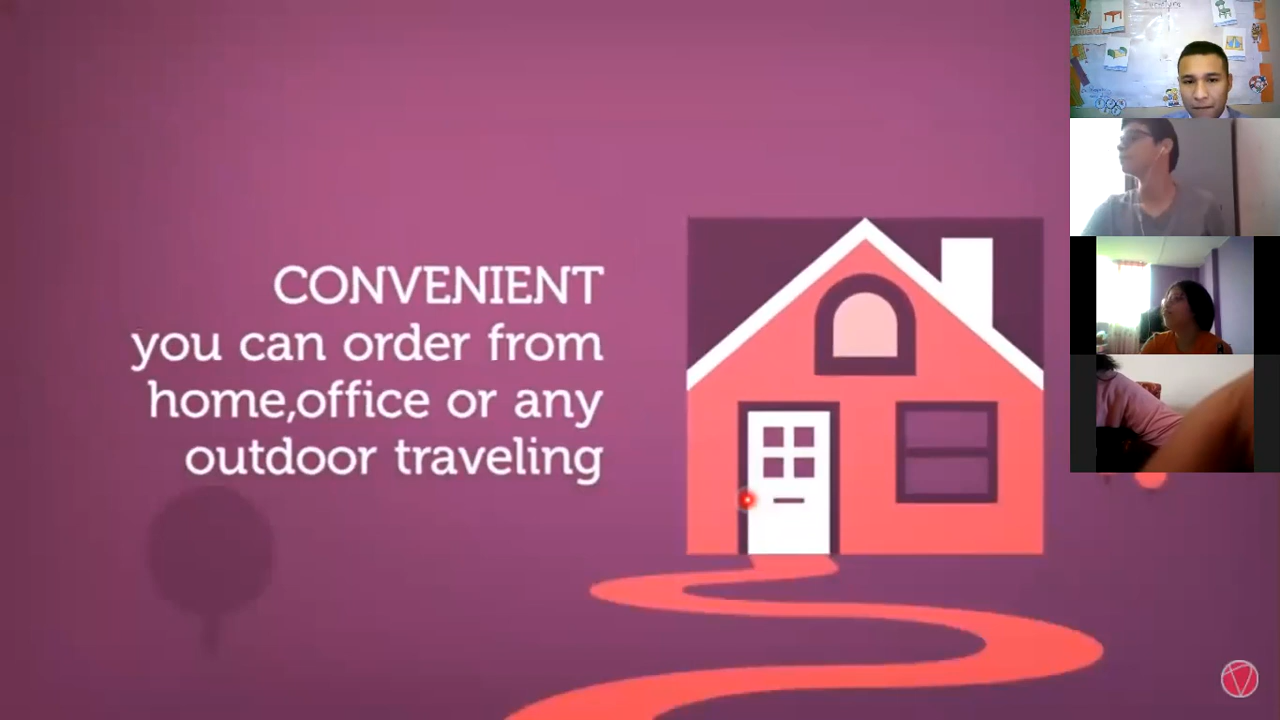 CONVENIENT
you can order from
home,office or any
outdoor traveling